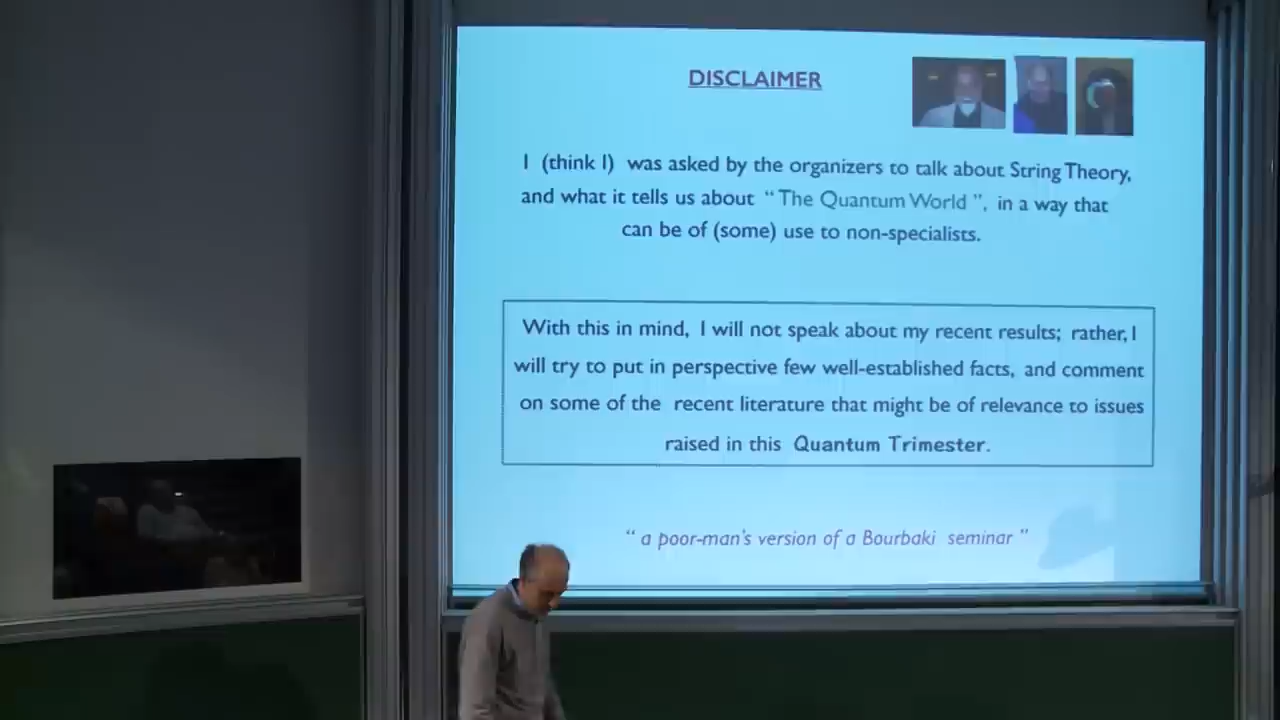 DISCLAIMER
I (think I) was asked by the organizers to talk about String Theory,
and what it tells us about “ The Quantum World ”, in a way that
can be of (some) use to non-specialists.
With this in mind, I will not speak about my recent results; rather, I
will try to put in perspective few well-established facts, and comment
on some of the recent literature that might be of relevance to issues
raised in this Quantum Trimester.
“ a poor-man's version of a Bourbaki seminar ”